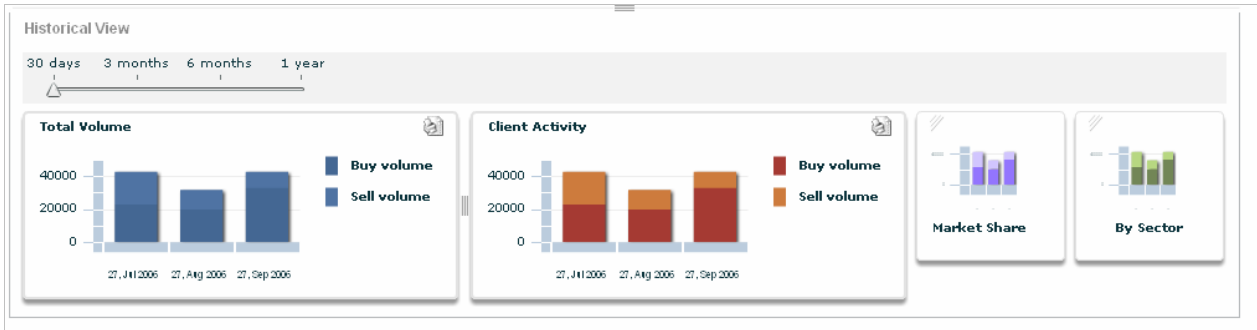 Historical View
30 days 3 months 6 months 1 year
Total Volume
40000
20000
0
27, Jul 2006 27, Aug 2006 27, Sep 2006
Buy volume
Sell volume
Client Activity
40000
20000
0
27, Jul 2006 27, Aug 2006 27, Sep 2006
Buy volume
Sell volume
Market Share
By Sector